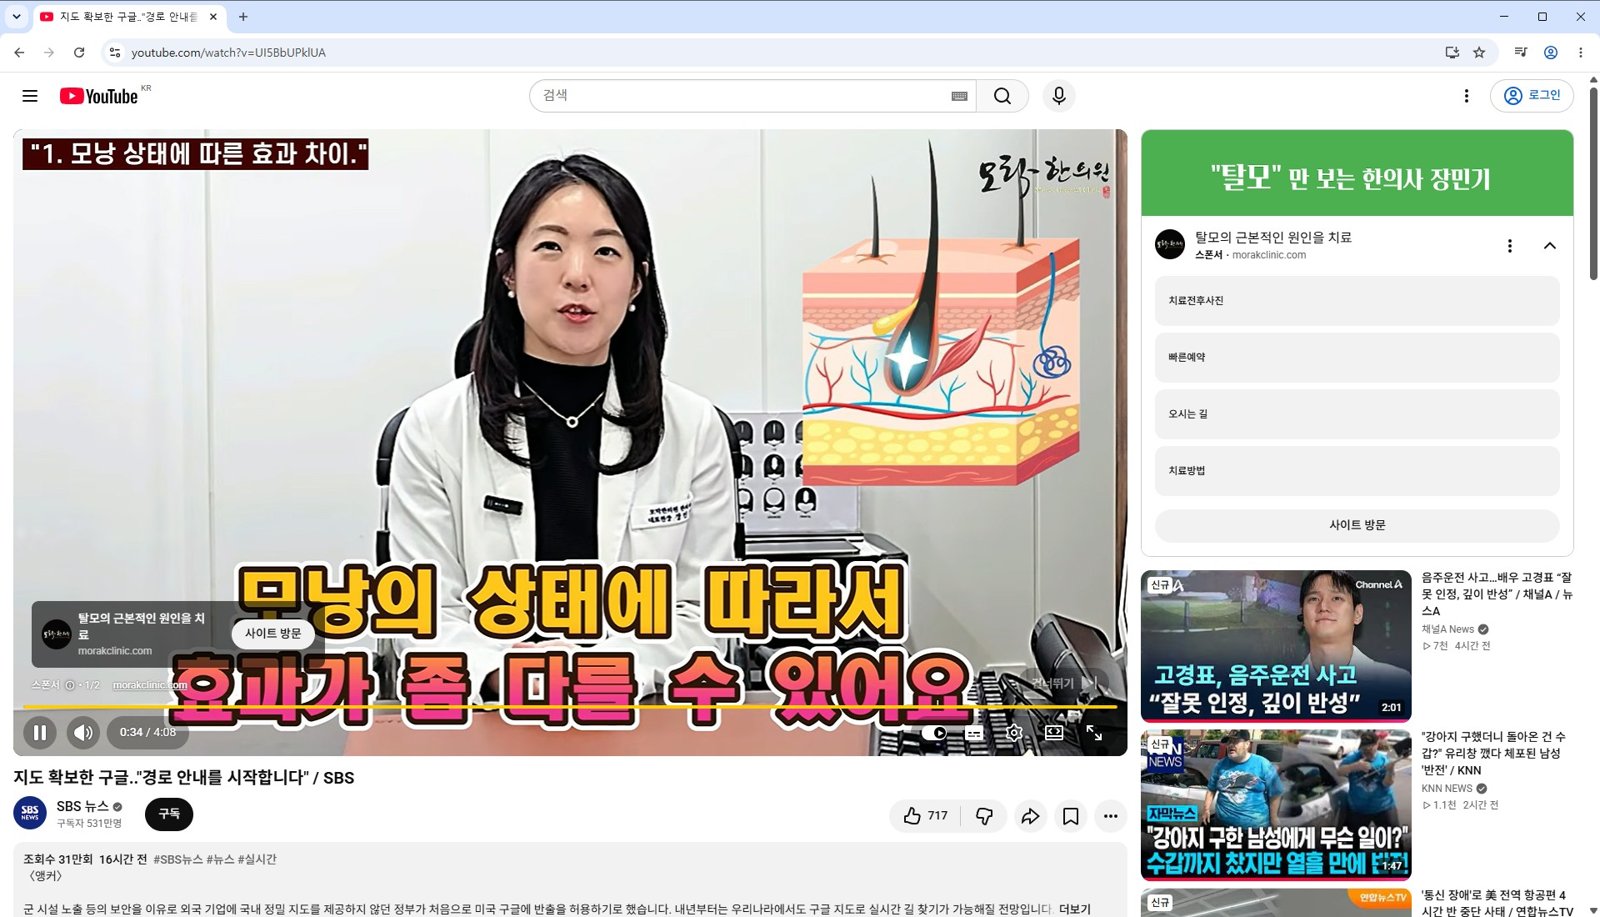 지도 확보한 구글.."경로 안내를
youtube.com/watch?v=UI5BbUPklUA
YouTube KR
검색
로그인
"1. 모낭 상태에 따른 효과 차이."
모락한의원
모낭의 상태에 따라서
효과가 좀 다를 수 있어요
탈모의 근본적인 원인을 치
료
morakclinic.com
사이트 방문
스폰서 · 1/2 morakclinic.com
건너뛰기
0:34 / 4:08
지도 확보한 구글.."경로 안내를 시작합니다" / SBS
SBS NEWS
SBS 뉴스
구독자 531만명
구독
717
조회수 31만회 16시간 전 #SBS뉴스 #뉴스 #실시간
〈앵커〉
군 시설 노출 등의 보안을 이유로 외국 기업에 국내 정밀 지도를 제공하지 않던 정부가 처음으로 미국 구글에 반출을 허용하기로 했습니다. 내년부터는 우리나라에서도 구글 지도로 실시간 길 찾기가 가능해질 전망입니다. 더보기
"탈모" 만 보는 한의사 장민기
탈모의 근본적인 원인을 치료
스폰서 · morakclinic.com
치료전후사진
빠른예약
오시는 길
치료방법
사이트 방문
신규
Channel A
고경표, 음주운전 사고
“잘못 인정, 깊이 반성”
2:01
음주운전 사고...배우 고경표 “잘
못 인정, 깊이 반성” / 채널A / 뉴
스A
채널A News
7천 4시간 전
신규
NEWS
자막뉴스
"강아지 구한 남성에게 무슨 일이?"
수갑까지 찼지만 열흘 만에 반전!
1:47
"강아지 구했더니 돌아온 건 수
갑?" 유리창 깼다 체포된 남성
'반전' / KNN
KNN NEWS
1.1천 2시간 전
신규
연합뉴스TV
'통신 장애'로 美 전역 항공편 4
시간 반 중단 사태 / 연합뉴스TV